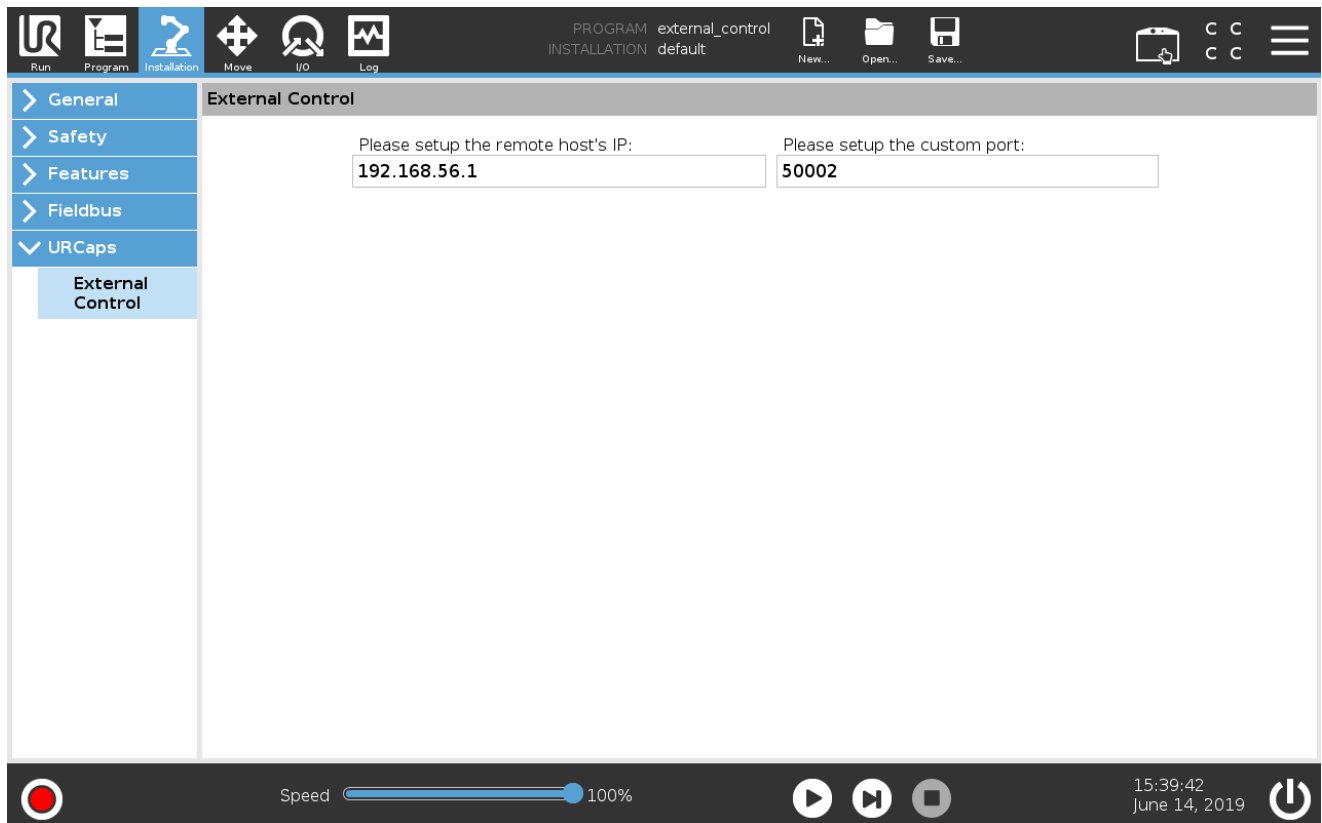 UR
PROGRAM external_control
INSTALLATION default
C C
C C
Run Program Installation Move I/O Log New... Open... Save...
General
Safety
Features
Fieldbus
URCaps
External
Control
External Control
Please setup the remote host's IP: Please setup the custom port:
192.168.56.1 50002
Speed 100%
15:39:42
June 14, 2019